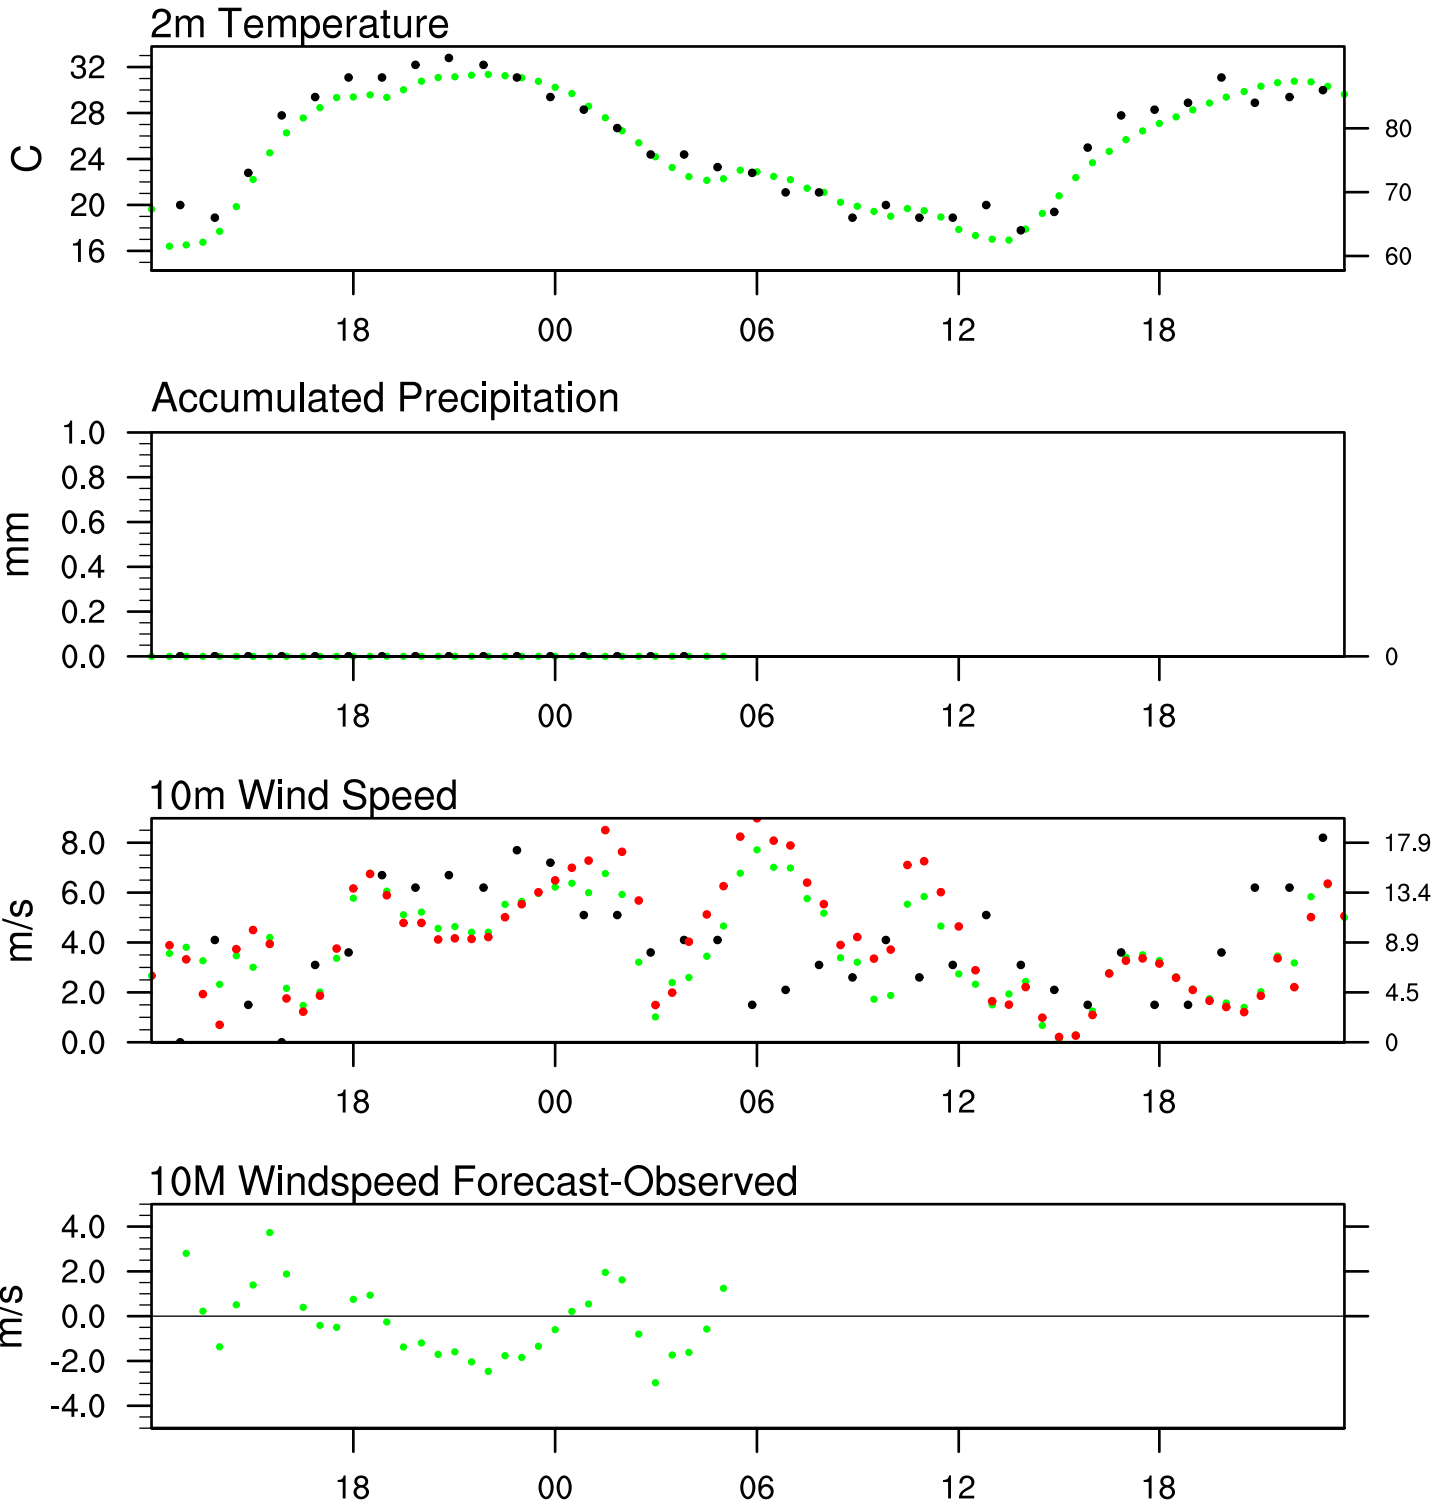 2m Temperature
32
28
24
20
16
C
80
70
60
18 00 06 12 18
Accumulated Precipitation
1.0
0.8
0.6
0.4
0.2
0.0
mm
0
18 00 06 12 18
10m Wind Speed
8.0
6.0
4.0
2.0
0.0
m/s
17.9
13.4
8.9
4.5
0
18 00 06 12 18
10M Windspeed Forecast-Observed
4.0
2.0
0.0
-2.0
-4.0
m/s
18 00 06 12 18